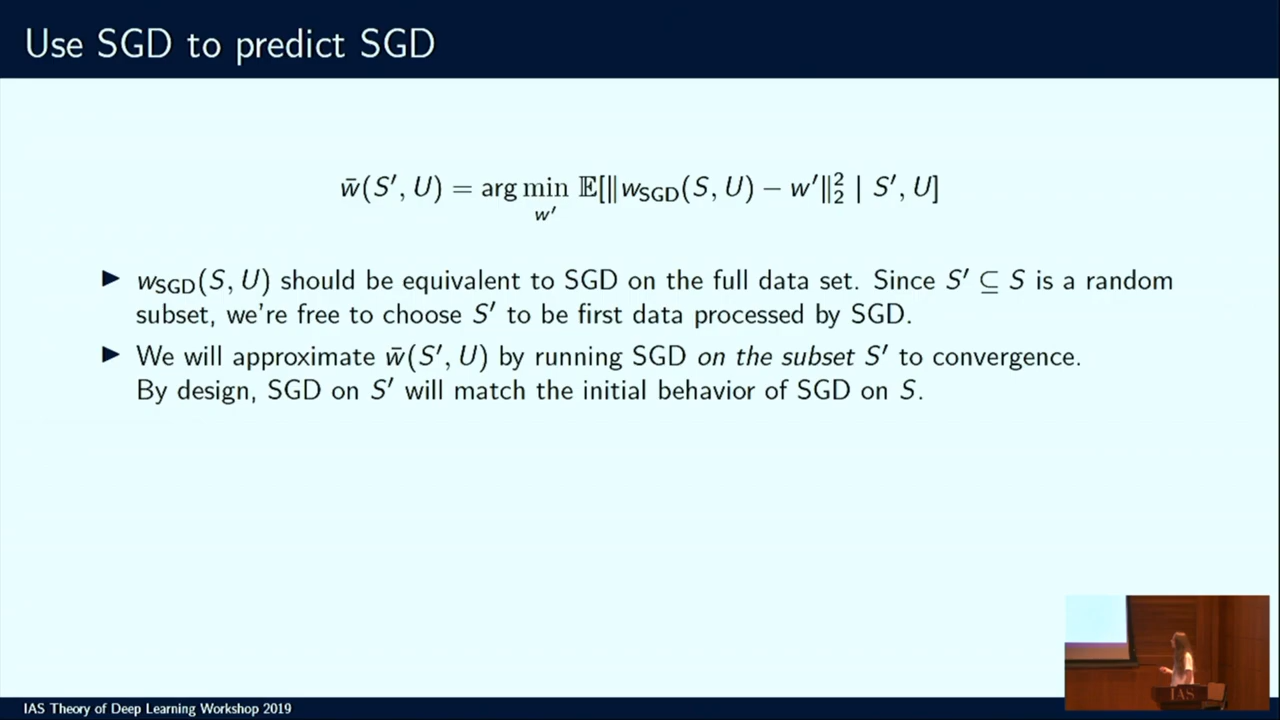 Use SGD to predict SGD
w̄(S′, U) = arg min 𝔼[‖w_SGD(S, U) − w′‖₂² | S′, U]
w′
▶ w_SGD(S, U) should be equivalent to SGD on the full data set. Since S′ ⊆ S is a random
subset, we're free to choose S′ to be first data processed by SGD.
▶ We will approximate w̄(S′, U) by running SGD on the subset S′ to convergence.
By design, SGD on S′ will match the initial behavior of SGD on S.
IAS
IAS Theory of Deep Learning Workshop 2019